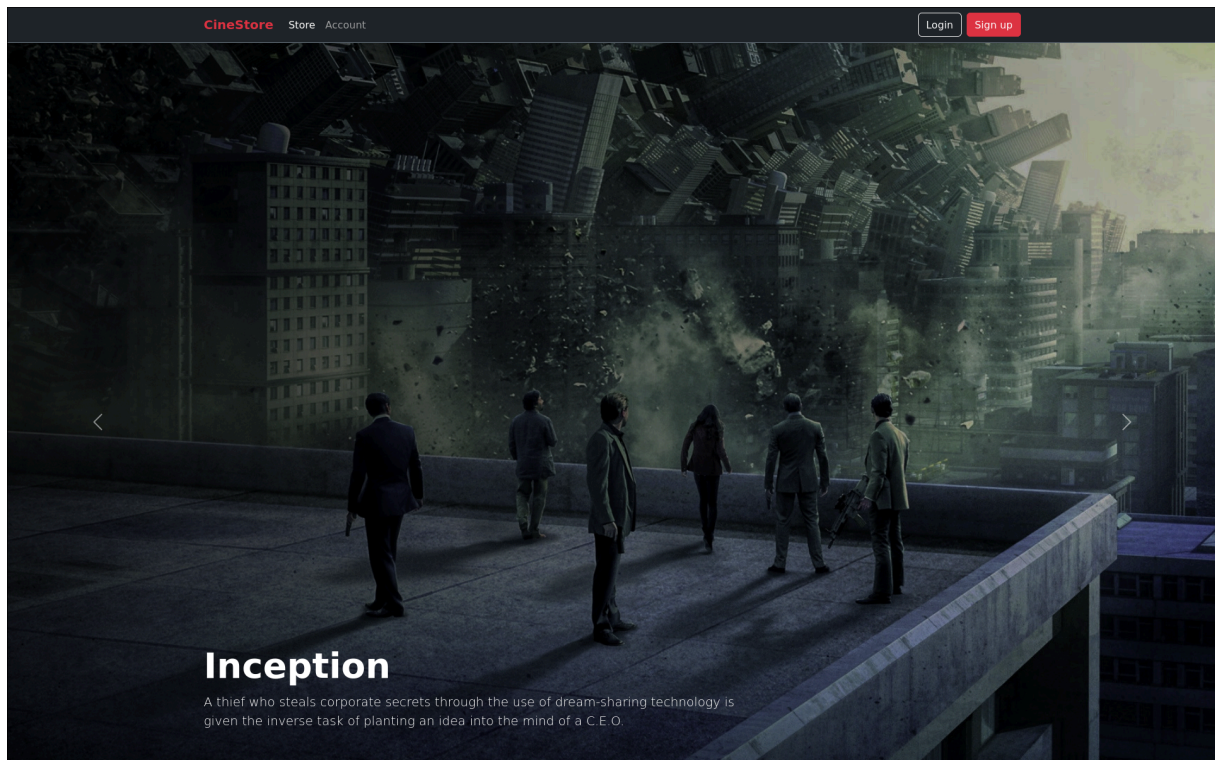 CineStore Store Account Login Sign up
Inception
A thief who steals corporate secrets through the use of dream-sharing technology is
given the inverse task of planting an idea into the mind of a C.E.O.